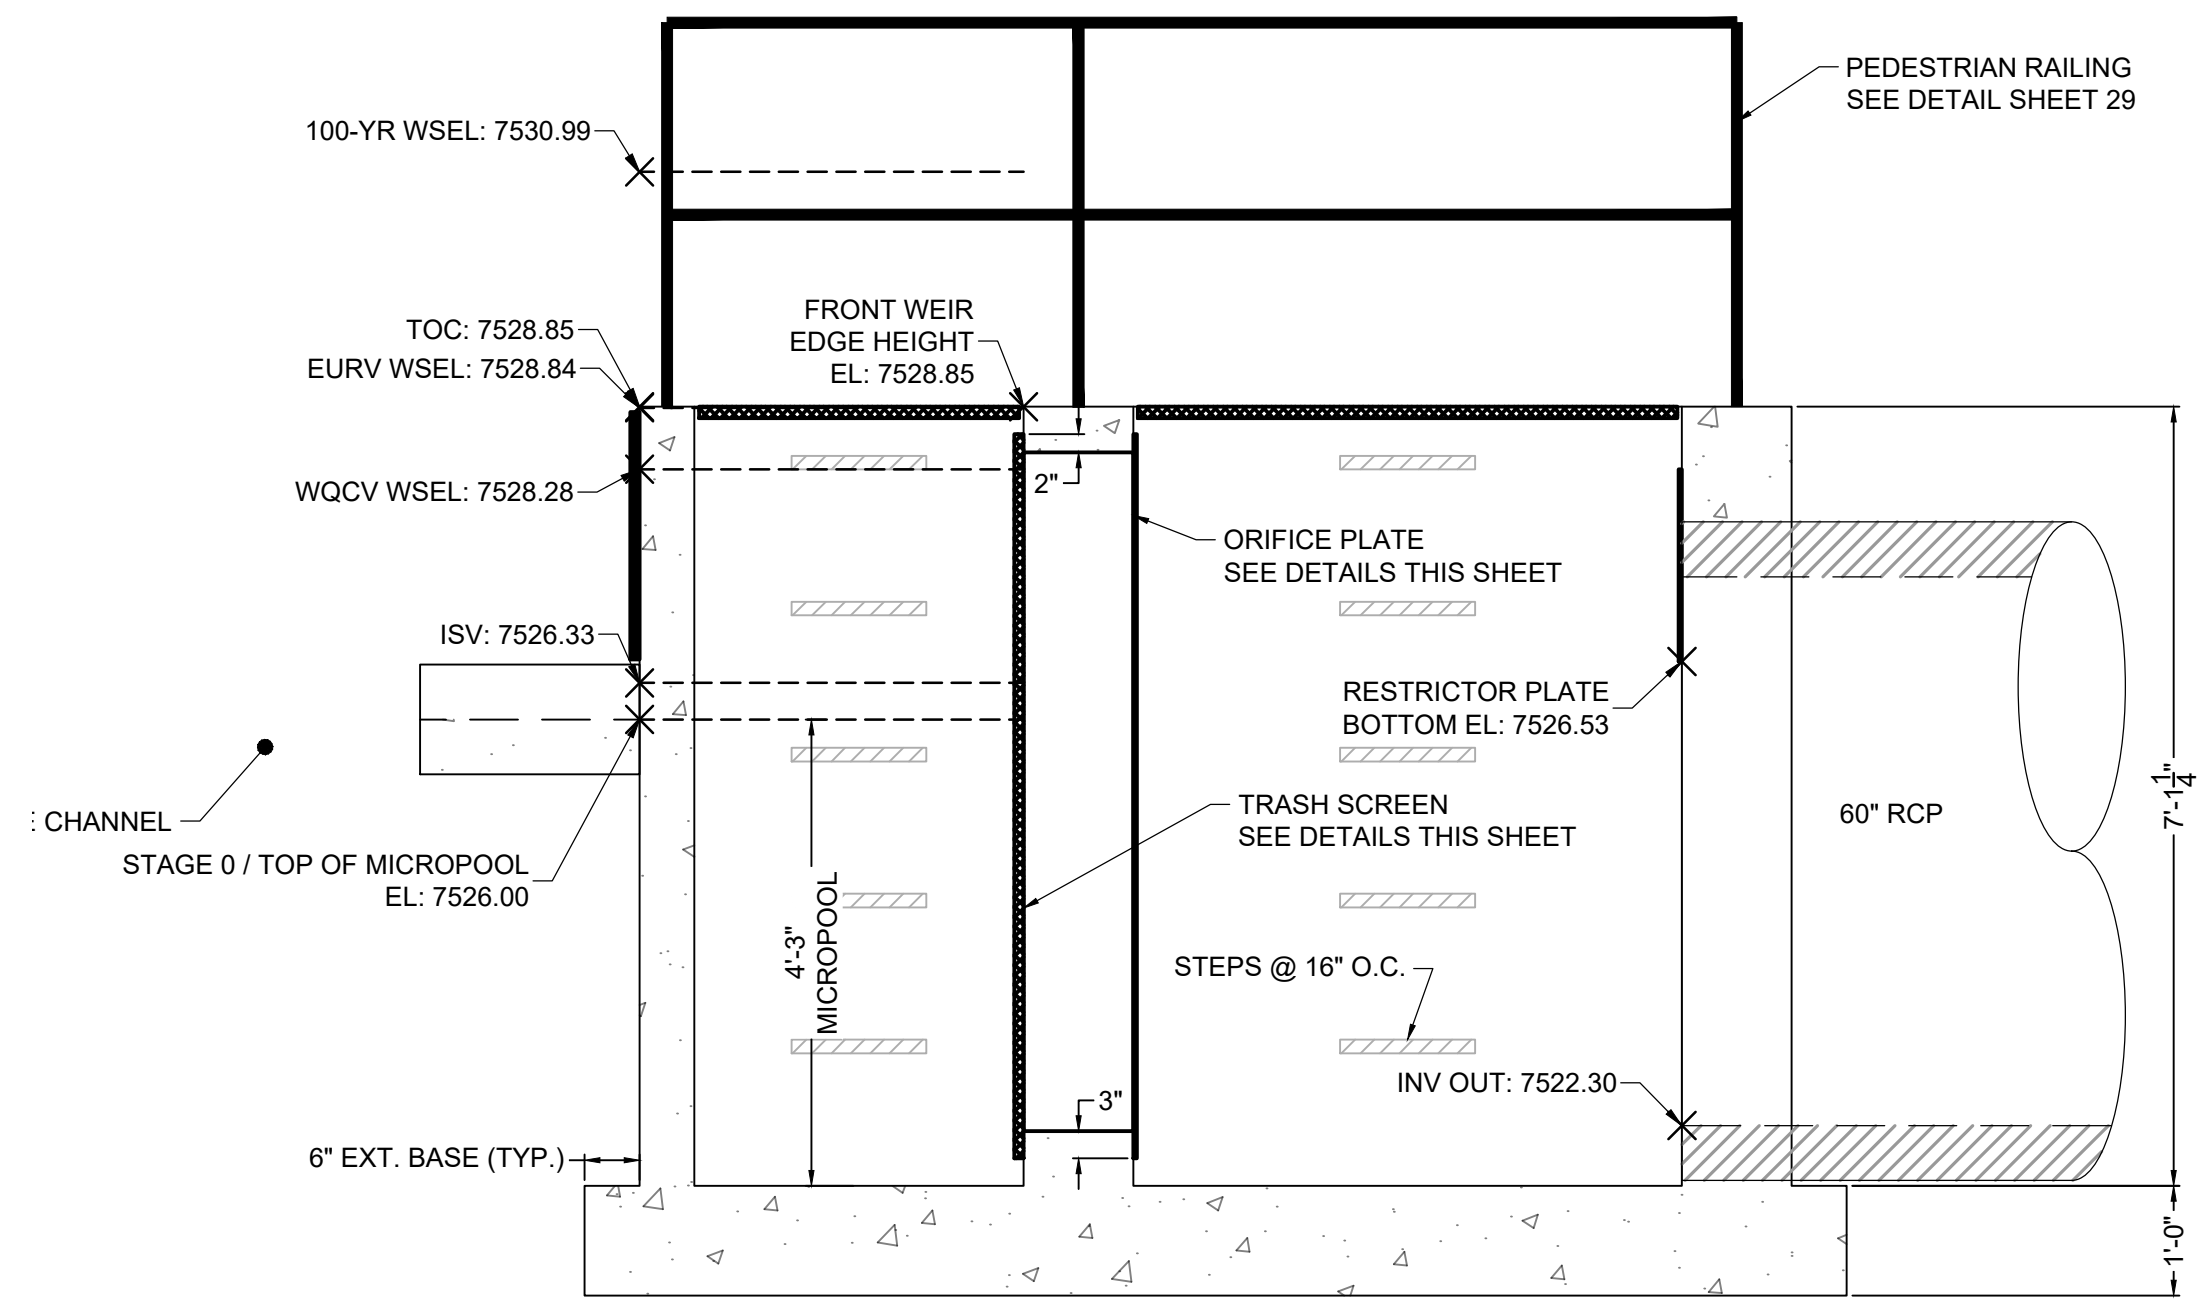 PEDESTRIAN RAILING
SEE DETAIL SHEET 29
100-YR WSEL: 7530.99
FRONT WEIR
EDGE HEIGHT
EL: 7528.85
TOC: 7528.85
EURV WSEL: 7528.84
WQCV WSEL: 7528.28
2"
ORIFICE PLATE
SEE DETAILS THIS SHEET
ISV: 7526.33
RESTRICTOR PLATE
BOTTOM EL: 7526.53
7'-1 1/4"
TRASH SCREEN
SEE DETAILS THIS SHEET
60" RCP
CHANNEL
STAGE 0 / TOP OF MICROPOOL
EL: 7526.00
4'-3"
MICROPOOL
STEPS @ 16" O.C.
INV OUT: 7522.30
3"
6" EXT. BASE (TYP.)
1'-0"